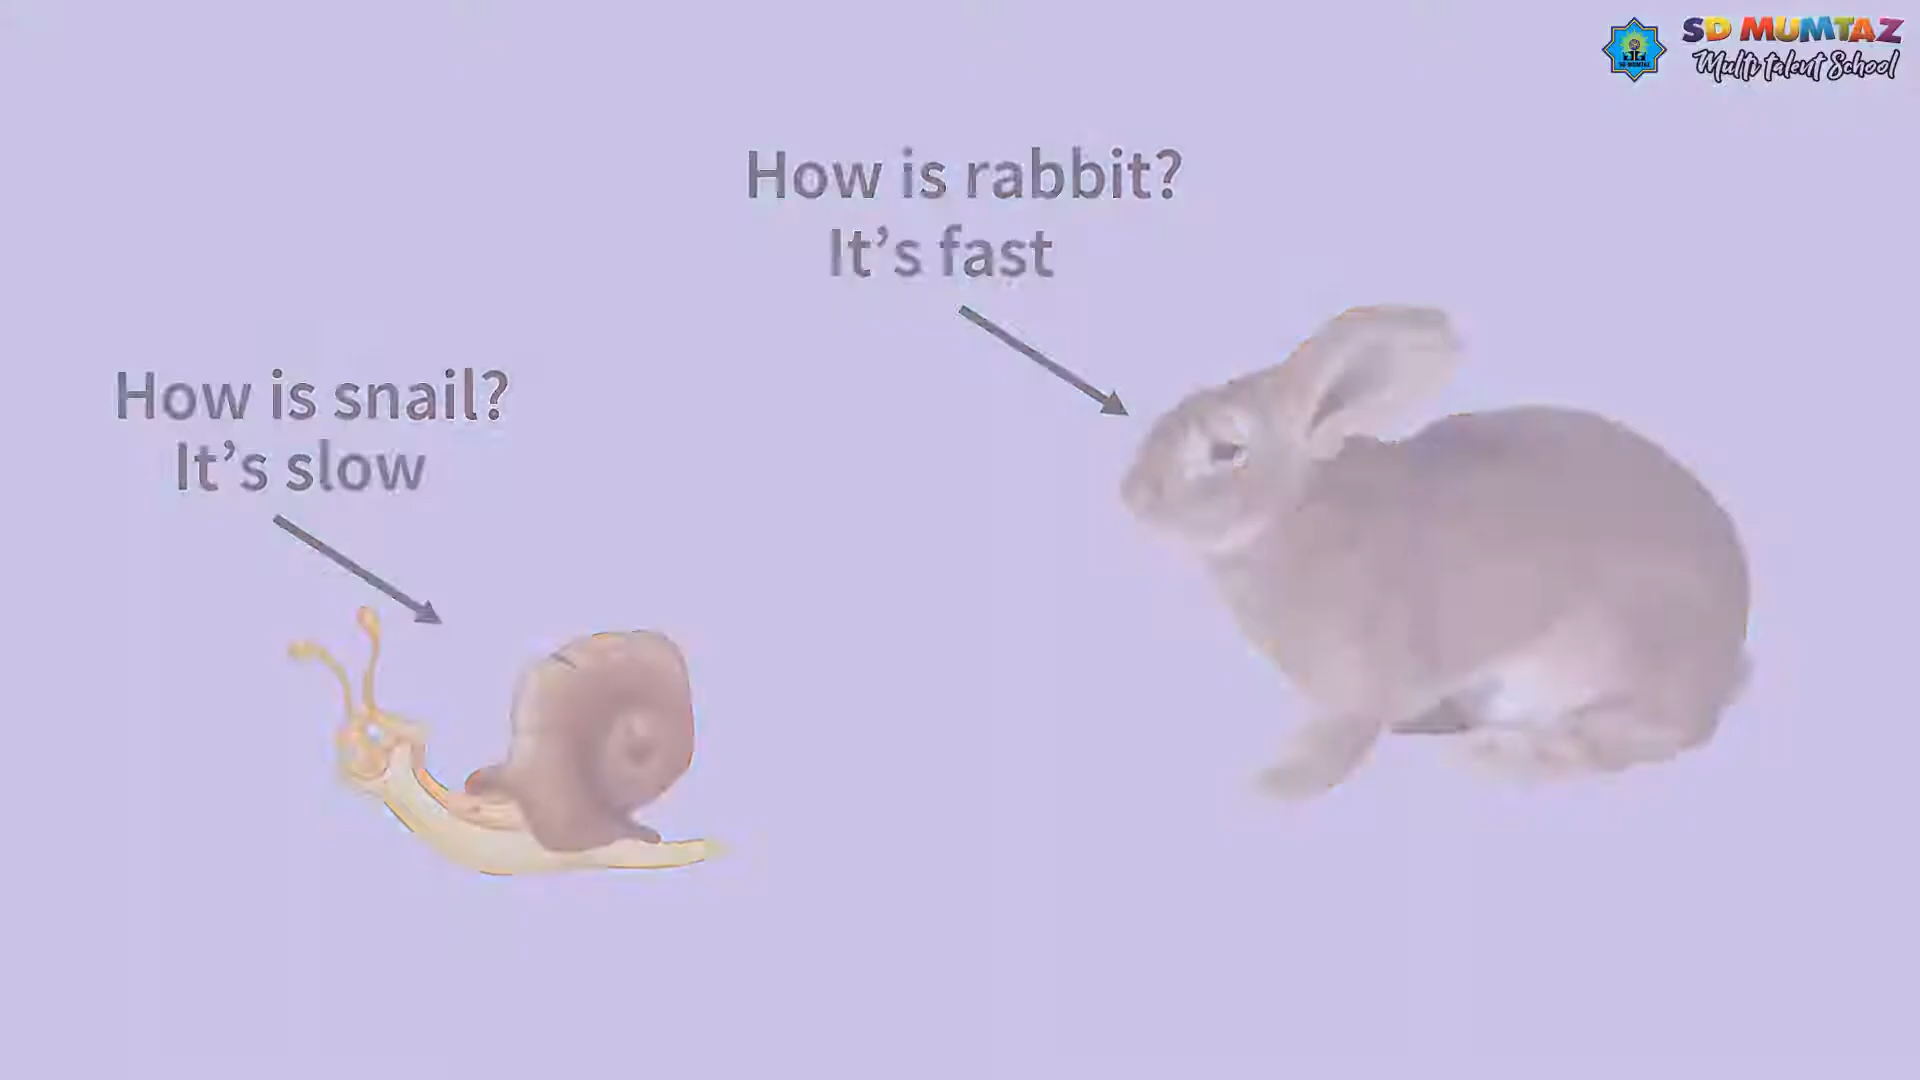 SD MUMTAZ
Multi talent School
How is rabbit?
It's fast
How is snail?
It's slow